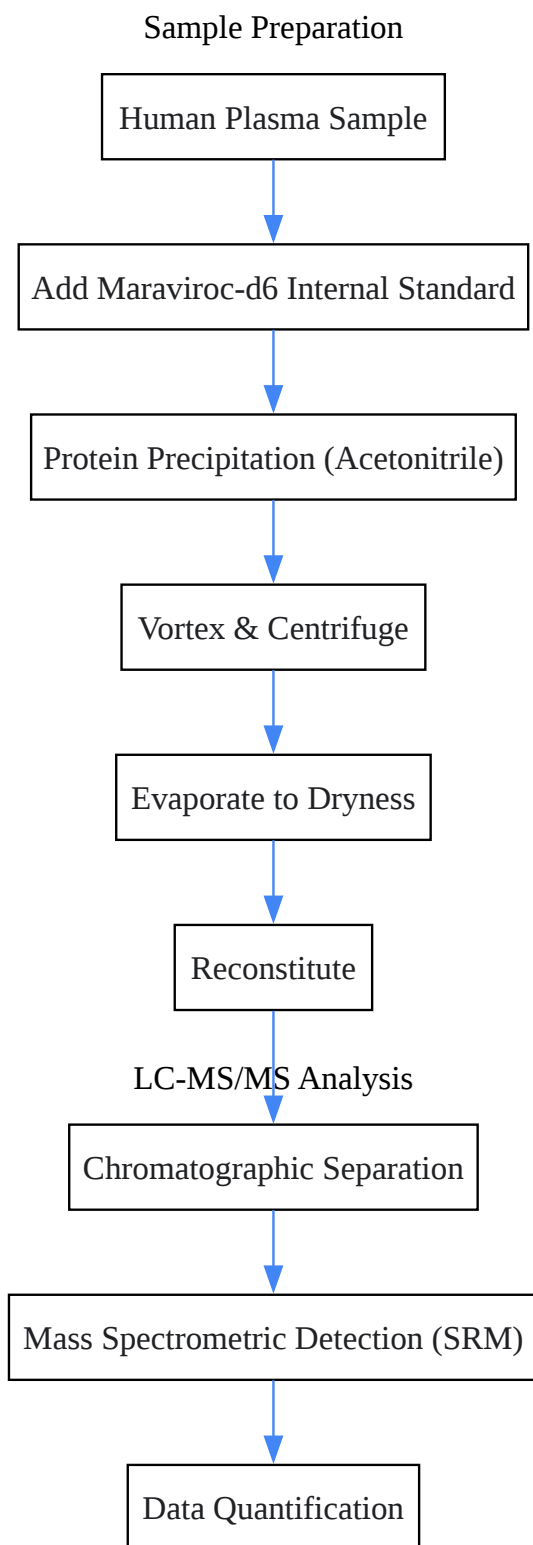 Sample Preparation
Human Plasma Sample
Add Maraviroc-d6 Internal Standard
Protein Precipitation (Acetonitrile)
Vortex & Centrifuge
Evaporate to Dryness
Reconstitute
LC-MS/MS Analysis
Chromatographic Separation
Mass Spectrometric Detection (SRM)
Data Quantification